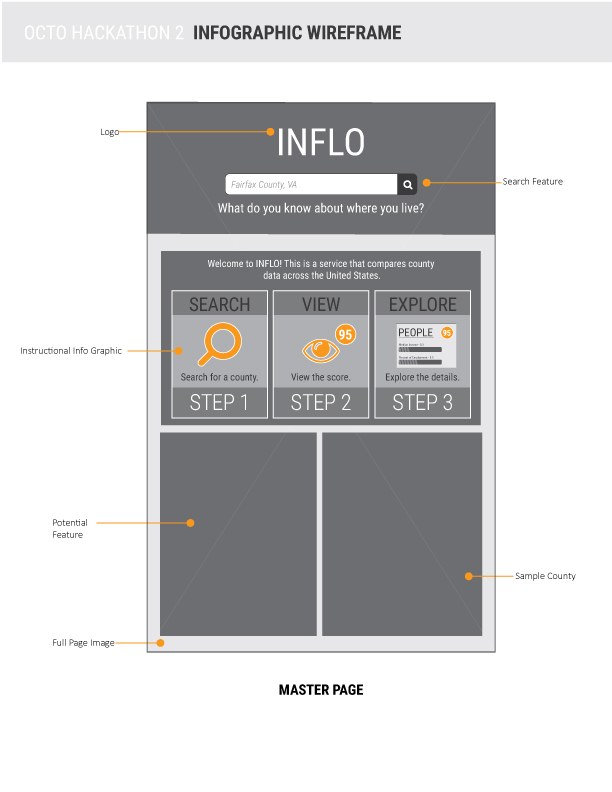 OCTO HACKATHON 2 INFOGRAPHIC WIREFRAME
Logo
INFLO
Fairfax County, VA
Search Feature
What do you know about where you live?
Welcome to INFLO! This is a service that compares county
data across the United States.
SEARCH
VIEW
EXPLORE
95
PEOPLE 95
Instructional Info Graphic
Search for a county.
View the score.
Explore the details.
STEP 1
STEP 2
STEP 3
Potential
Feature
Sample County
Full Page Image
MASTER PAGE